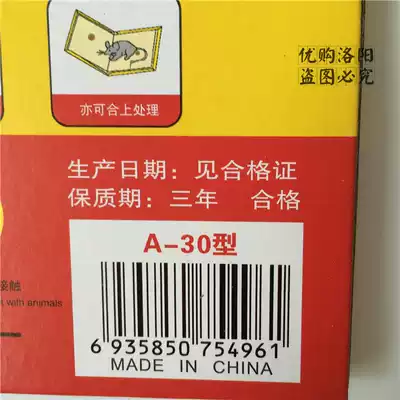 优购洛阳
盗图必究
亦可合上处理
生产日期：见合格证
保质期：三年 合格
A-30型
接触
with animals
6 935850 754961
MADE IN CHINA